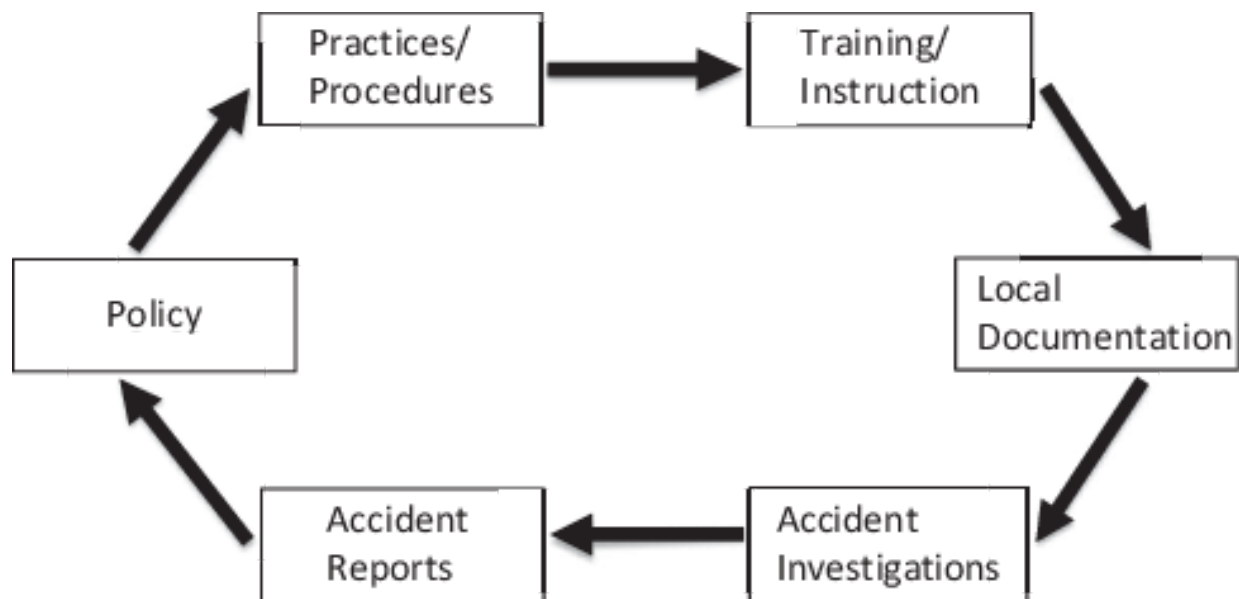 Practices/
Procedures
Training/
Instruction
Policy
Local
Documentation
Accident
Reports
Accident
Investigations